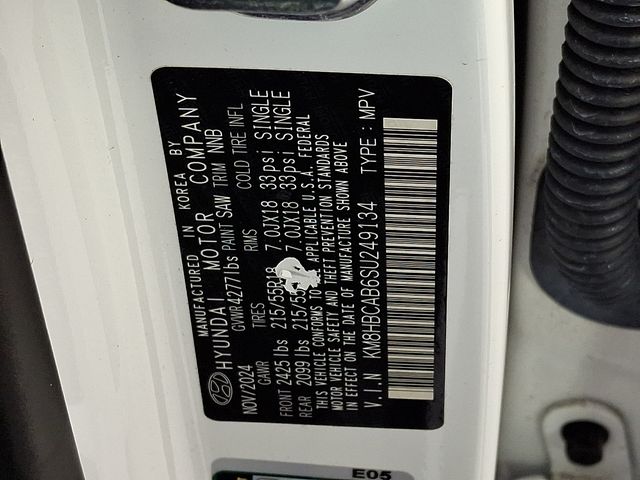 MANUFACTURED IN KOREA BY
HYUNDAI MOTOR COMPANY
NOV/2024 GVWR 4277 lbs PAINT SAW TRIM NNB
GAWR TIRES RIMS COLD TIRE INFL
FRONT 2425 lbs 215/55R18 7.0JX18 33psi SINGLE
REAR 2099 lbs 215/55 7.0JX18 33psi SINGLE
THIS VEHICLE CONFORMS TO APPLICABLE U.S.A. FEDERAL
MOTOR VEHICLE SAFETY AND THEFT PREVENTION STANDARDS
IN EFFECT ON THE DATE OF MANUFACTURE SHOWN ABOVE
V.I.N KM8HBCAB6SU249134 TYPE : MPV
E05